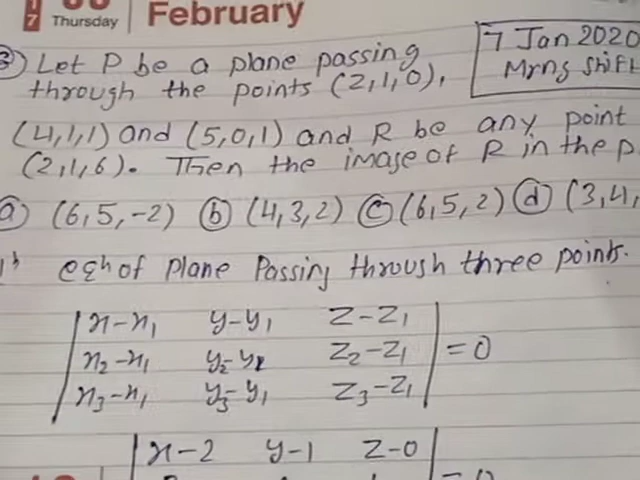 7 Thursday February
3) Let P be a plane passing
through the points (2,1,0),
7 Jan 2020
Mrng Shift
(4,1,1) and (5,0,1) and R be any point
(2,1,6). Then the image of R in the P
a (6,5,-2) b (4,3,2) c (6,5,2) d (3,4,
eqn of Plane Passing through three points.
x-x1 y-y1 z-z1
x2-x1 y2-y1 z2-z1 =0
x3-x1 y3-y1 z3-z1
x-2 y-1 z-0